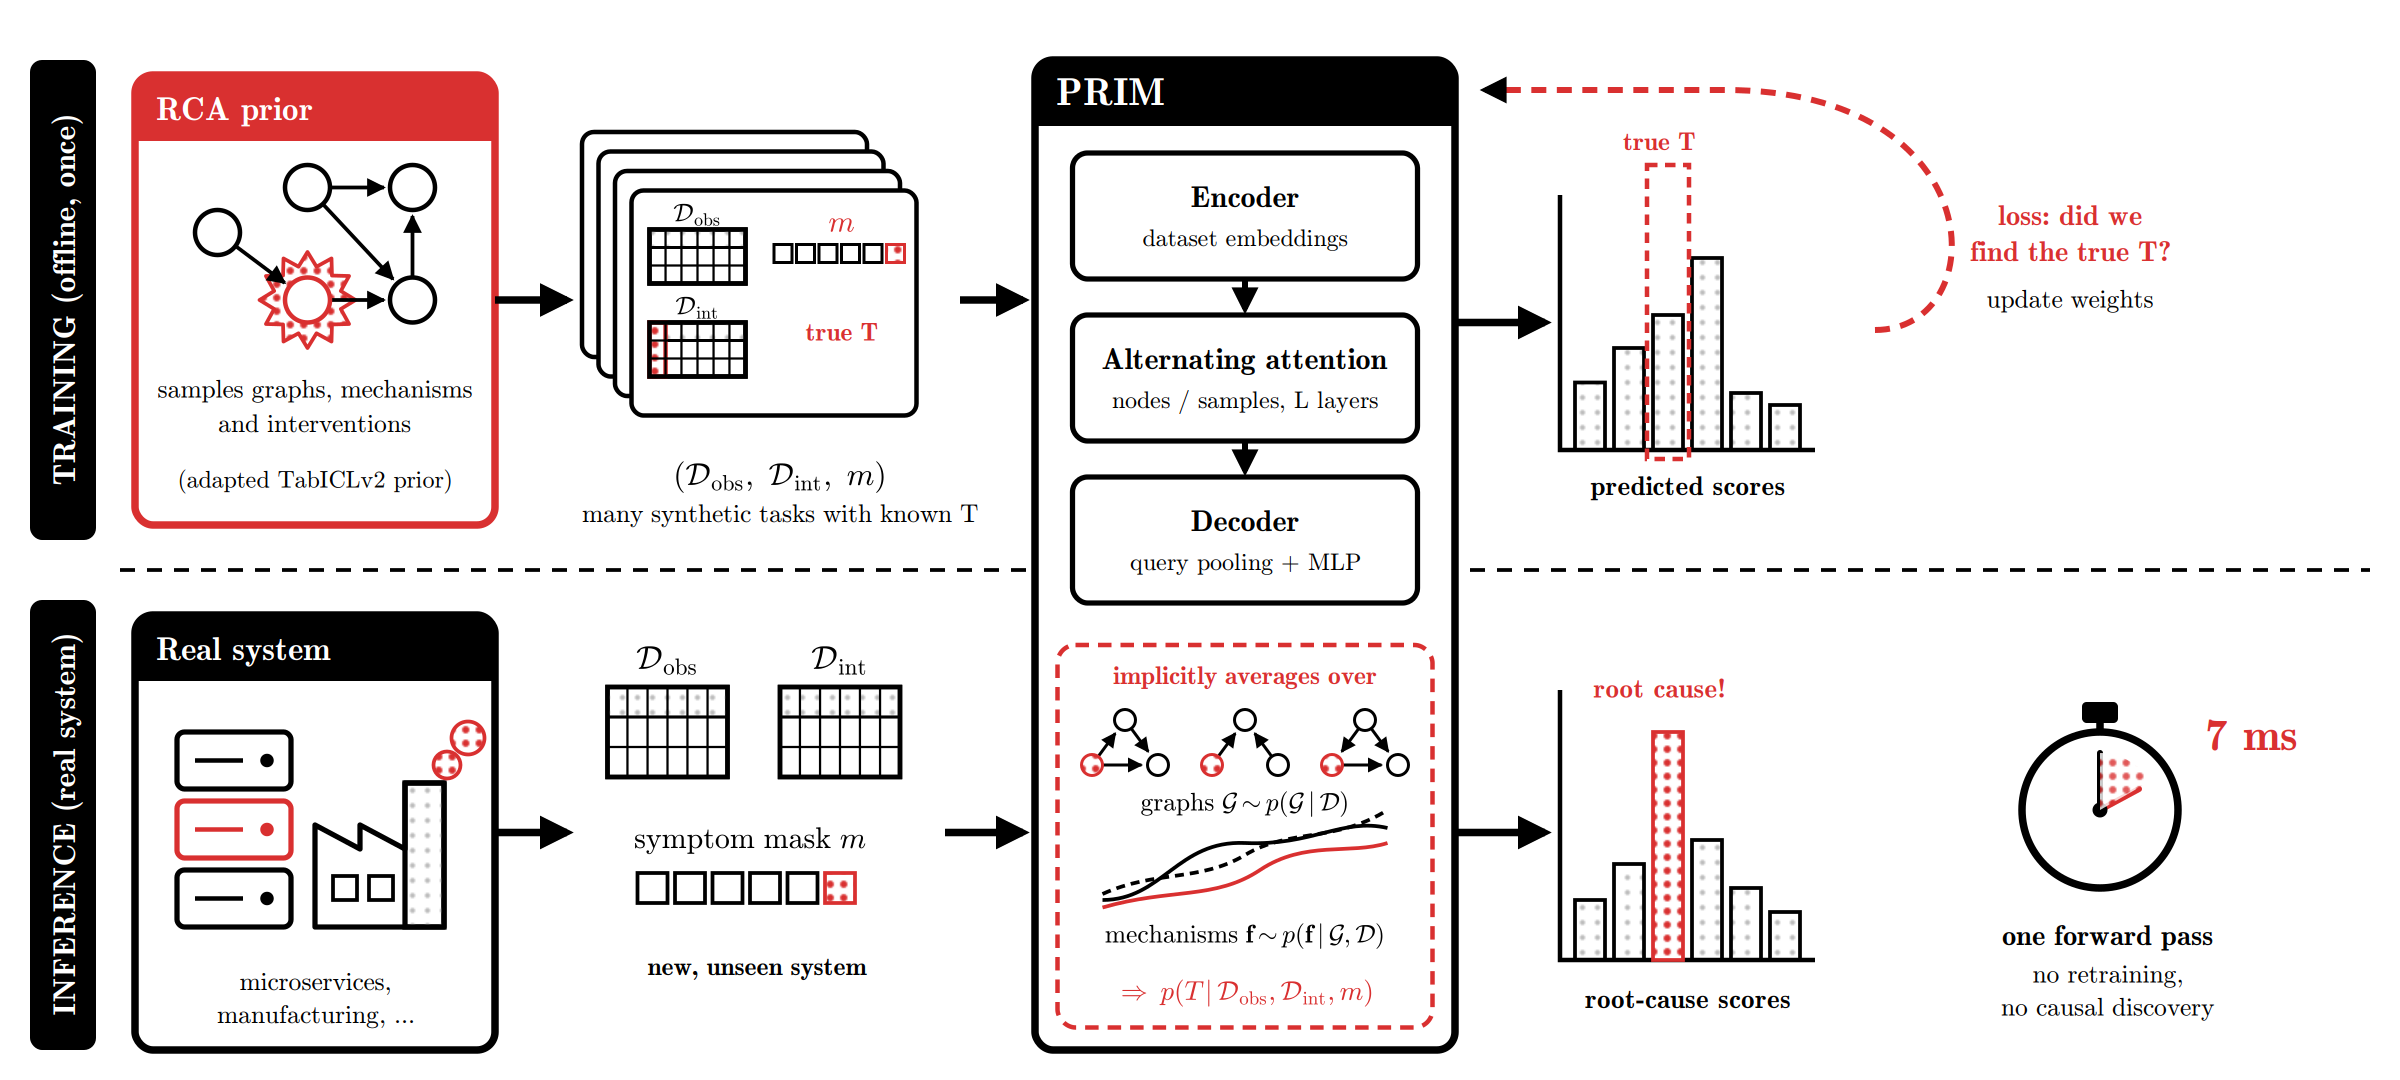 TRAINING (offline, once)
RCA prior
samples graphs, mechanisms
and interventions
(adapted TabICLv2 prior)
𝒟obs
m
𝒟int
true T
(𝒟obs, 𝒟int, m)
many synthetic tasks with known T
PRIM
Encoder
dataset embeddings
Alternating attention
nodes / samples, L layers
Decoder
query pooling + MLP
true T
predicted scores
loss: did we
find the true T?
update weights
INFERENCE (real system)
Real system
microservices,
manufacturing, ...
𝒟obs
𝒟int
symptom mask m
new, unseen system
implicitly averages over
graphs 𝒢 ~ p(𝒢 | 𝒟)
mechanisms f ~ p(f | 𝒢, 𝒟)
⇒ p(T | 𝒟obs, 𝒟int, m)
root cause!
root-cause scores
7 ms
one forward pass
no retraining,
no causal discovery